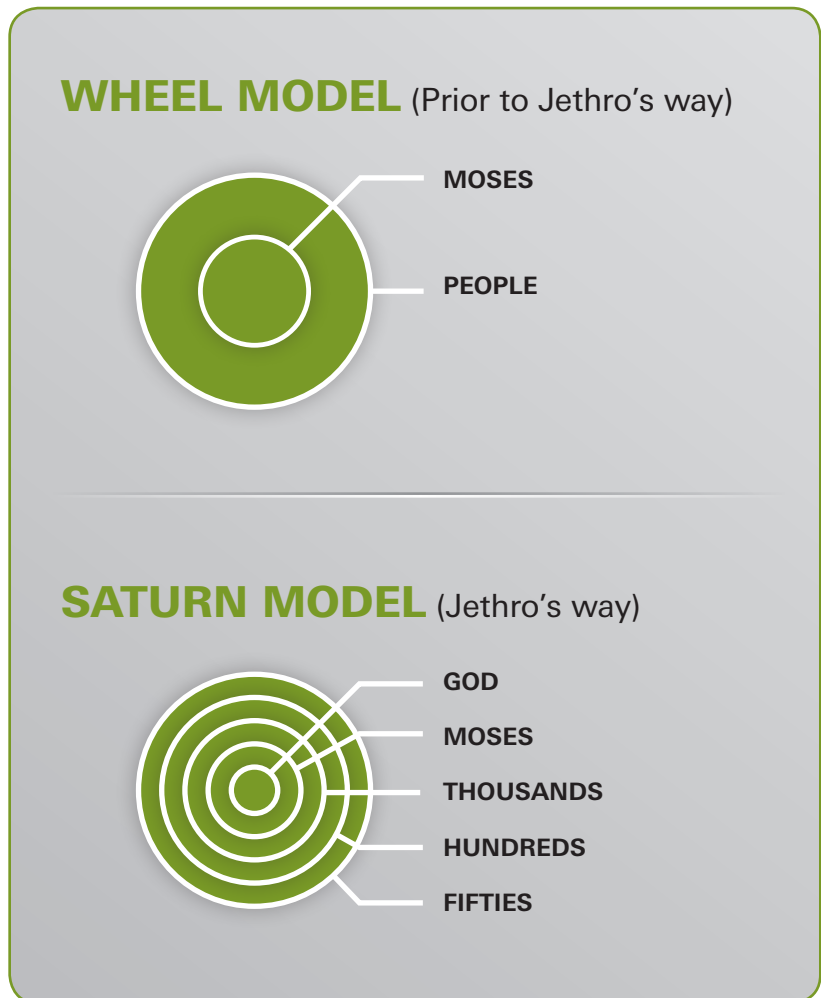 WHEEL MODEL (Prior to Jethro’s way)
MOSES
PEOPLE
SATURN MODEL (Jethro’s way)
GOD
MOSES
THOUSANDS
HUNDREDS
FIFTIES